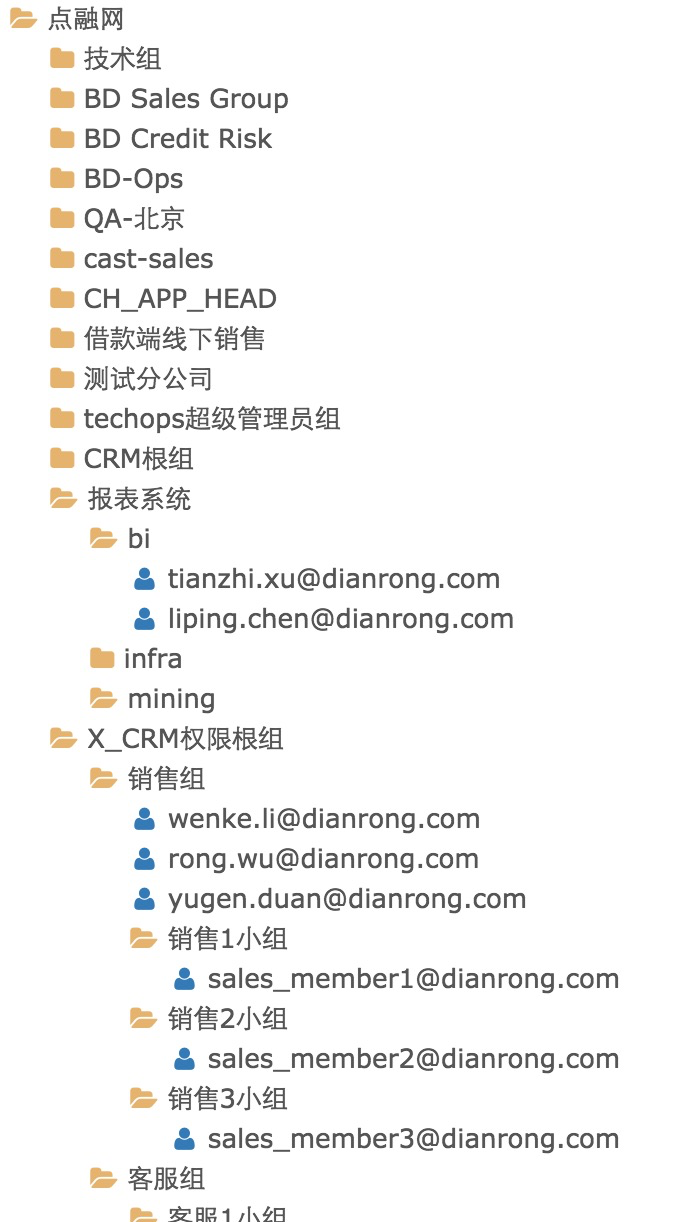 点融网
技术组
BD Sales Group
BD Credit Risk
BD-Ops
QA-北京
cast-sales
CH_APP_HEAD
借款端线下销售
测试分公司
techops超级管理员组
CRM根组
报表系统
bi
tianzhi.xu@dianrong.com
liping.chen@dianrong.com
infra
mining
X_CRM权限根组
销售组
wenke.li@dianrong.com
rong.wu@dianrong.com
yugen.duan@dianrong.com
销售1小组
sales_member1@dianrong.com
销售2小组
sales_member2@dianrong.com
销售3小组
sales_member3@dianrong.com
客服组
客服1小组